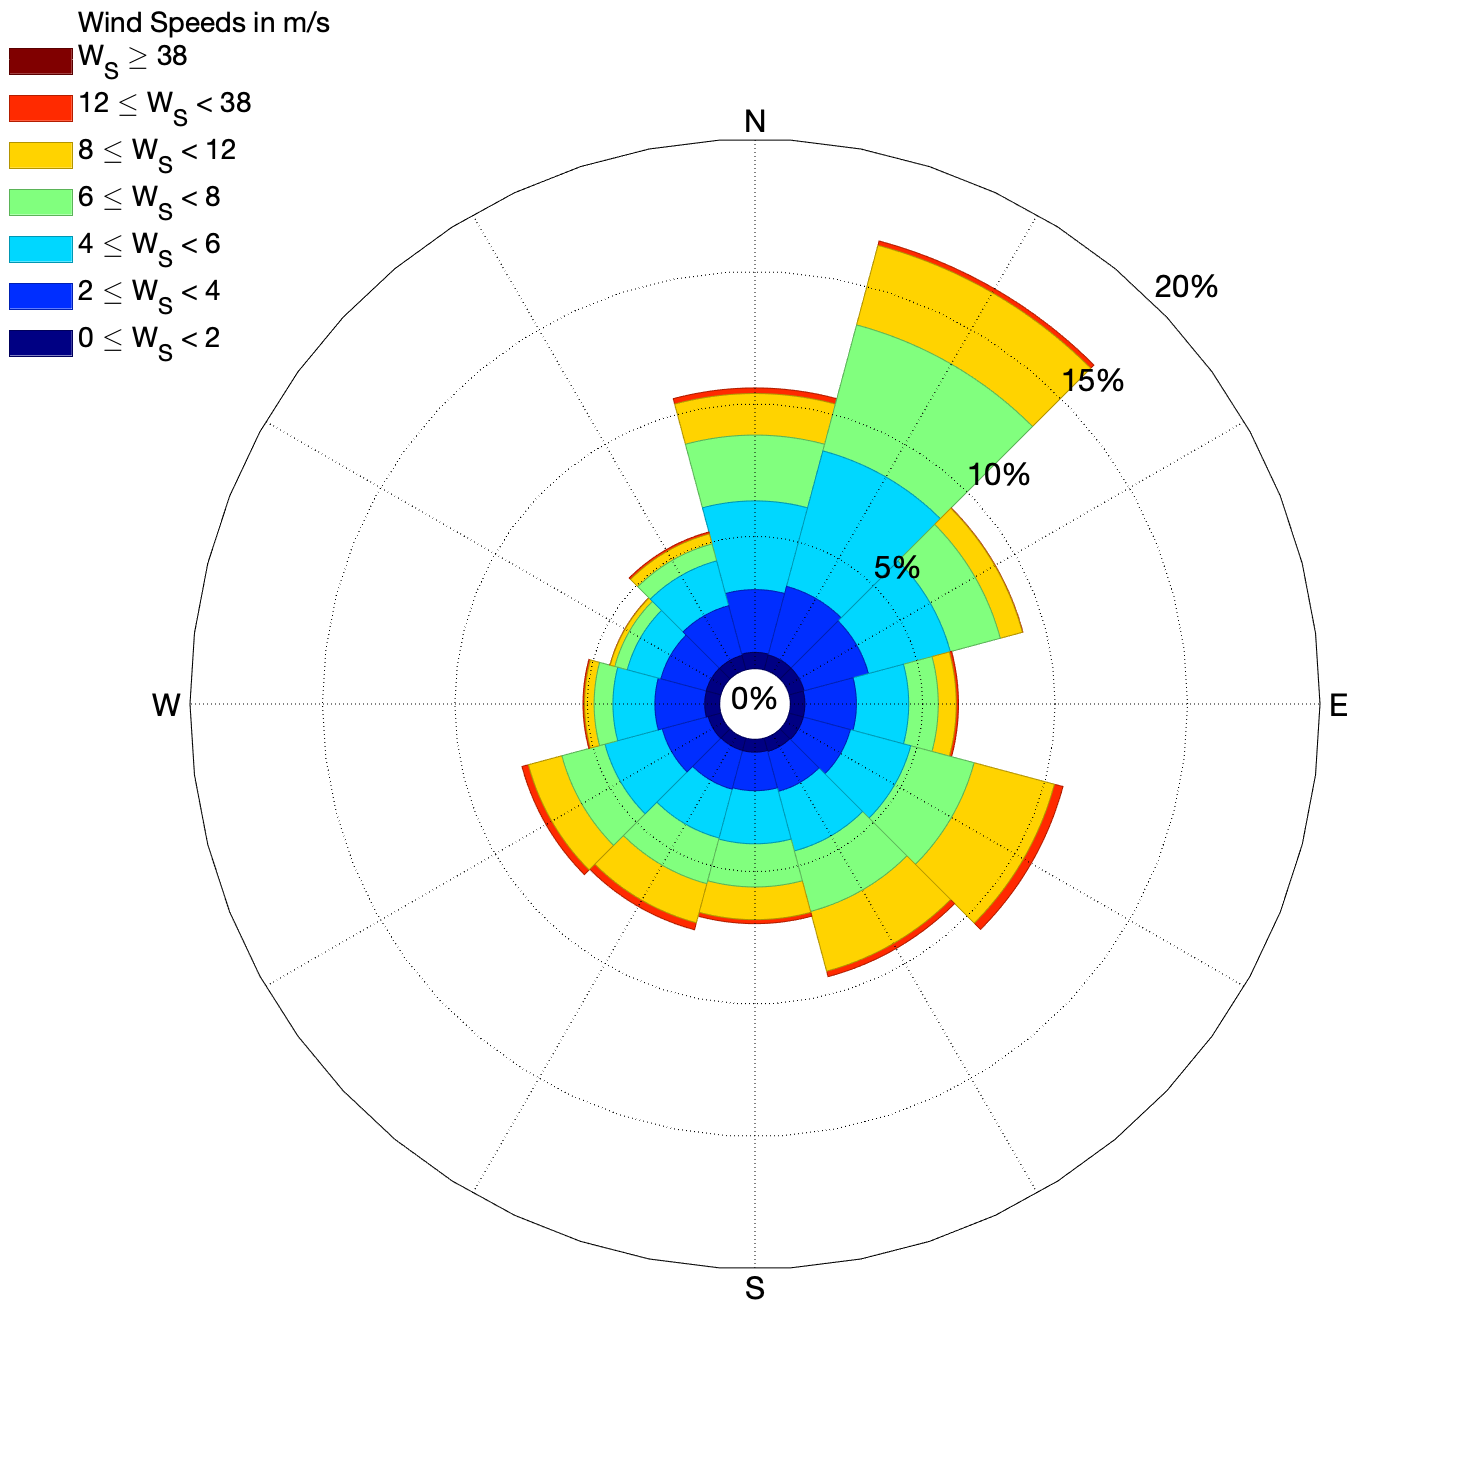 Wind Speeds in m/s
W_S ≥ 38
12 ≤ W_S < 38
8 ≤ W_S < 12
6 ≤ W_S < 8
4 ≤ W_S < 6
2 ≤ W_S < 4
0 ≤ W_S < 2
N
20%
15%
10%
5%
0%
W
E
S